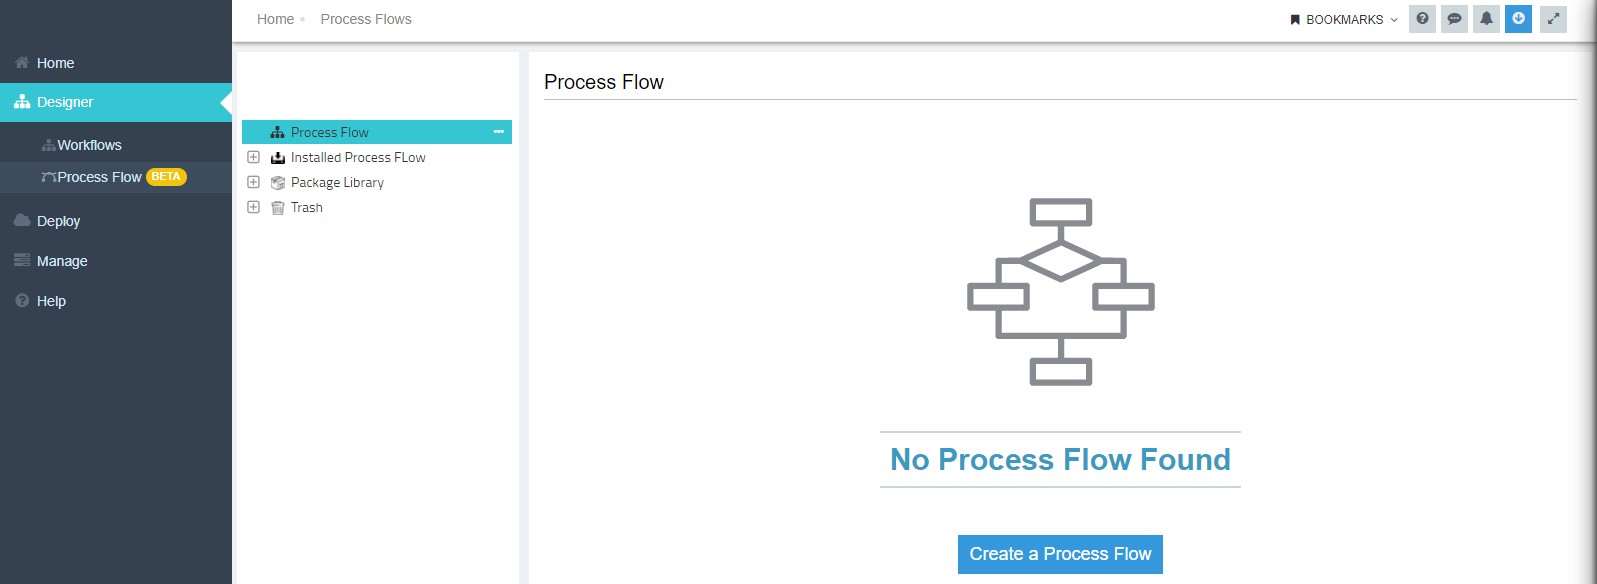 Home Process Flows
BOOKMARKS
Home
Designer
Workflows
Process Flow BETA
Deploy
Manage
Help
Process Flow
Installed Process FLow
Package Library
Trash
Process Flow
No Process Flow Found
Create a Process Flow